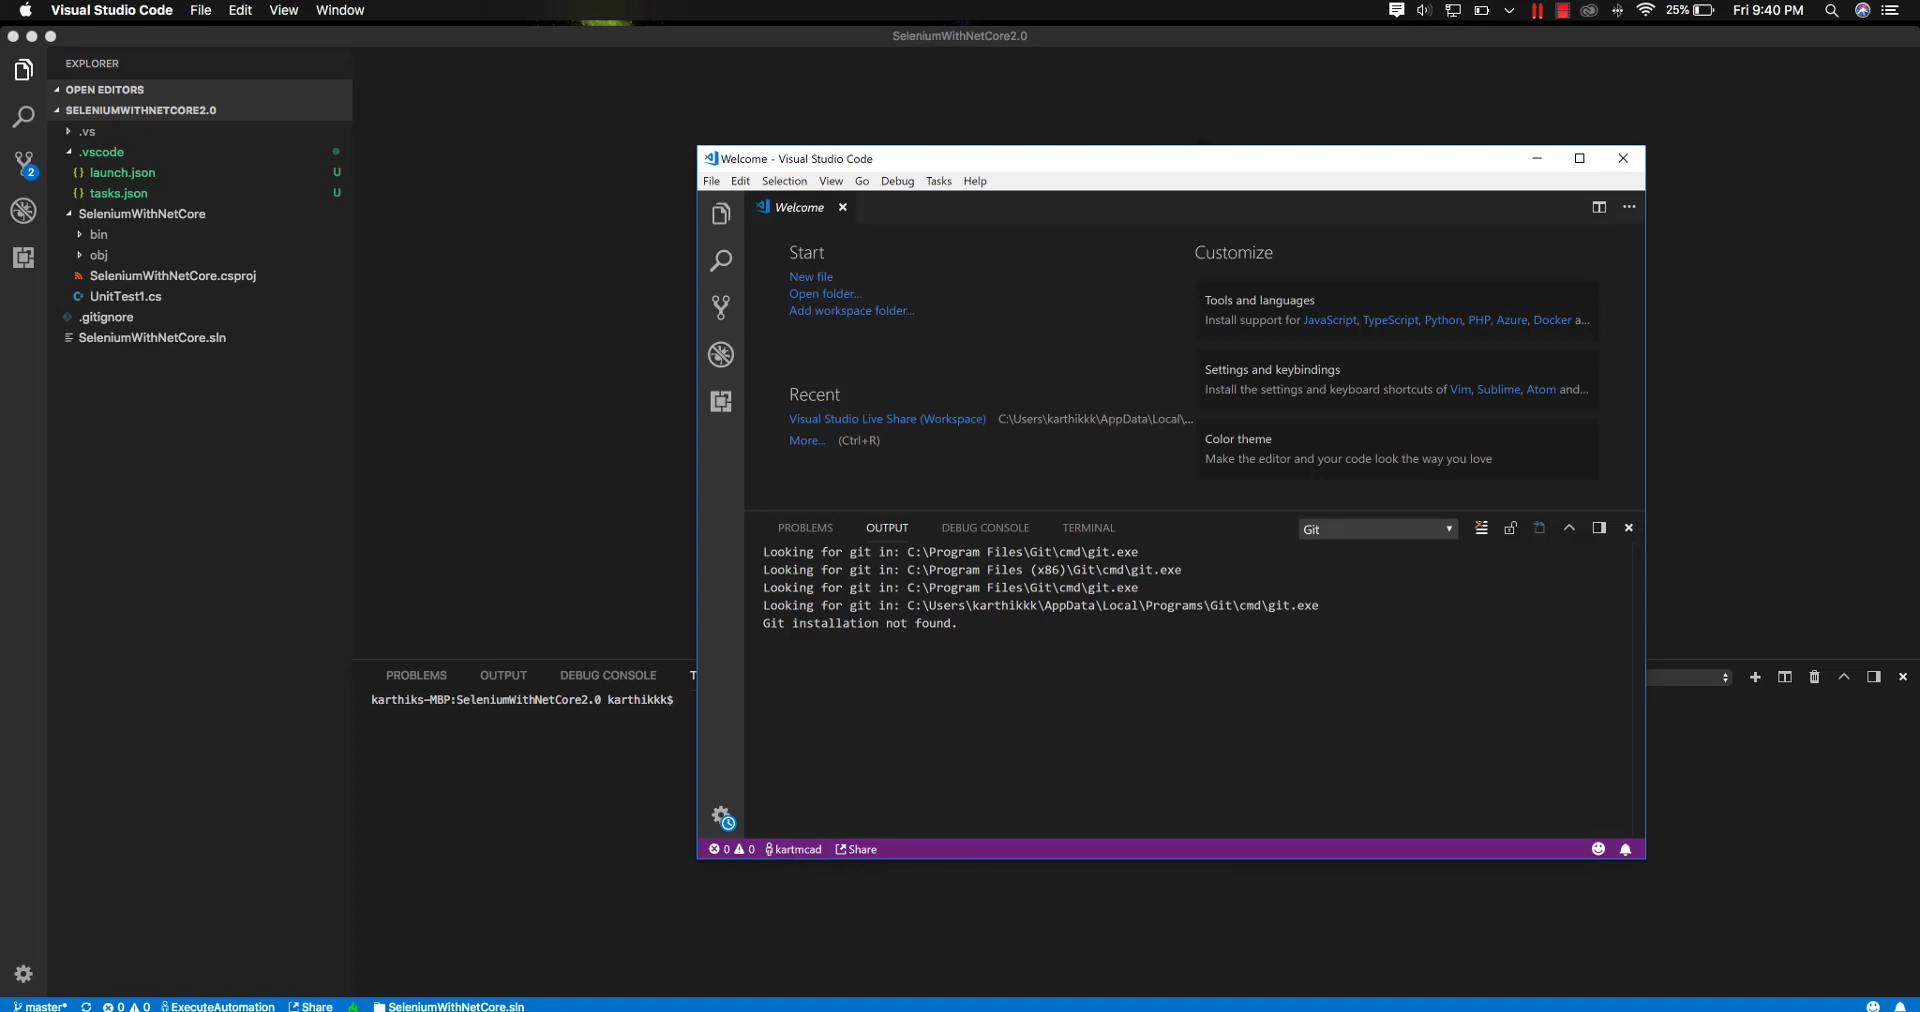 Visual Studio Code File Edit View Window 25% Fri 9:40 PM
SeleniumWithNetCore2.0
EXPLORER
OPEN EDITORS
SELENIUMWITHNETCORE2.0
.vs
.vscode
launch.json U
tasks.json U
SeleniumWithNetCore
bin
obj
SeleniumWithNetCore.csproj
UnitTest1.cs
.gitignore
SeleniumWithNetCore.sln
2
Welcome - Visual Studio Code
File Edit Selection View Go Debug Tasks Help
Welcome
Start
New file
Open folder...
Add workspace folder...
Recent
Visual Studio Live Share (Workspace) C:\Users\karthikkk\AppData\Local\...
More... (Ctrl+R)
Customize
Tools and languages
Install support for JavaScript, TypeScript, Python, PHP, Azure, Docker a...
Settings and keybindings
Install the settings and keyboard shortcuts of Vim, Sublime, Atom and...
Color theme
Make the editor and your code look the way you love
PROBLEMS OUTPUT DEBUG CONSOLE TERMINAL Git
Looking for git in: C:\Program Files\Git\cmd\git.exe
Looking for git in: C:\Program Files (x86)\Git\cmd\git.exe
Looking for git in: C:\Program Files\Git\cmd\git.exe
Looking for git in: C:\Users\karthikkk\AppData\Local\Programs\Git\cmd\git.exe
Git installation not found.
0 0 kartmcad Share
PROBLEMS OUTPUT DEBUG CONSOLE T
karthiks-MBP:SeleniumWithNetCore2.0 karthikkk$
master* 0 0 ExecuteAutomation Share SeleniumWithNetCore.sln